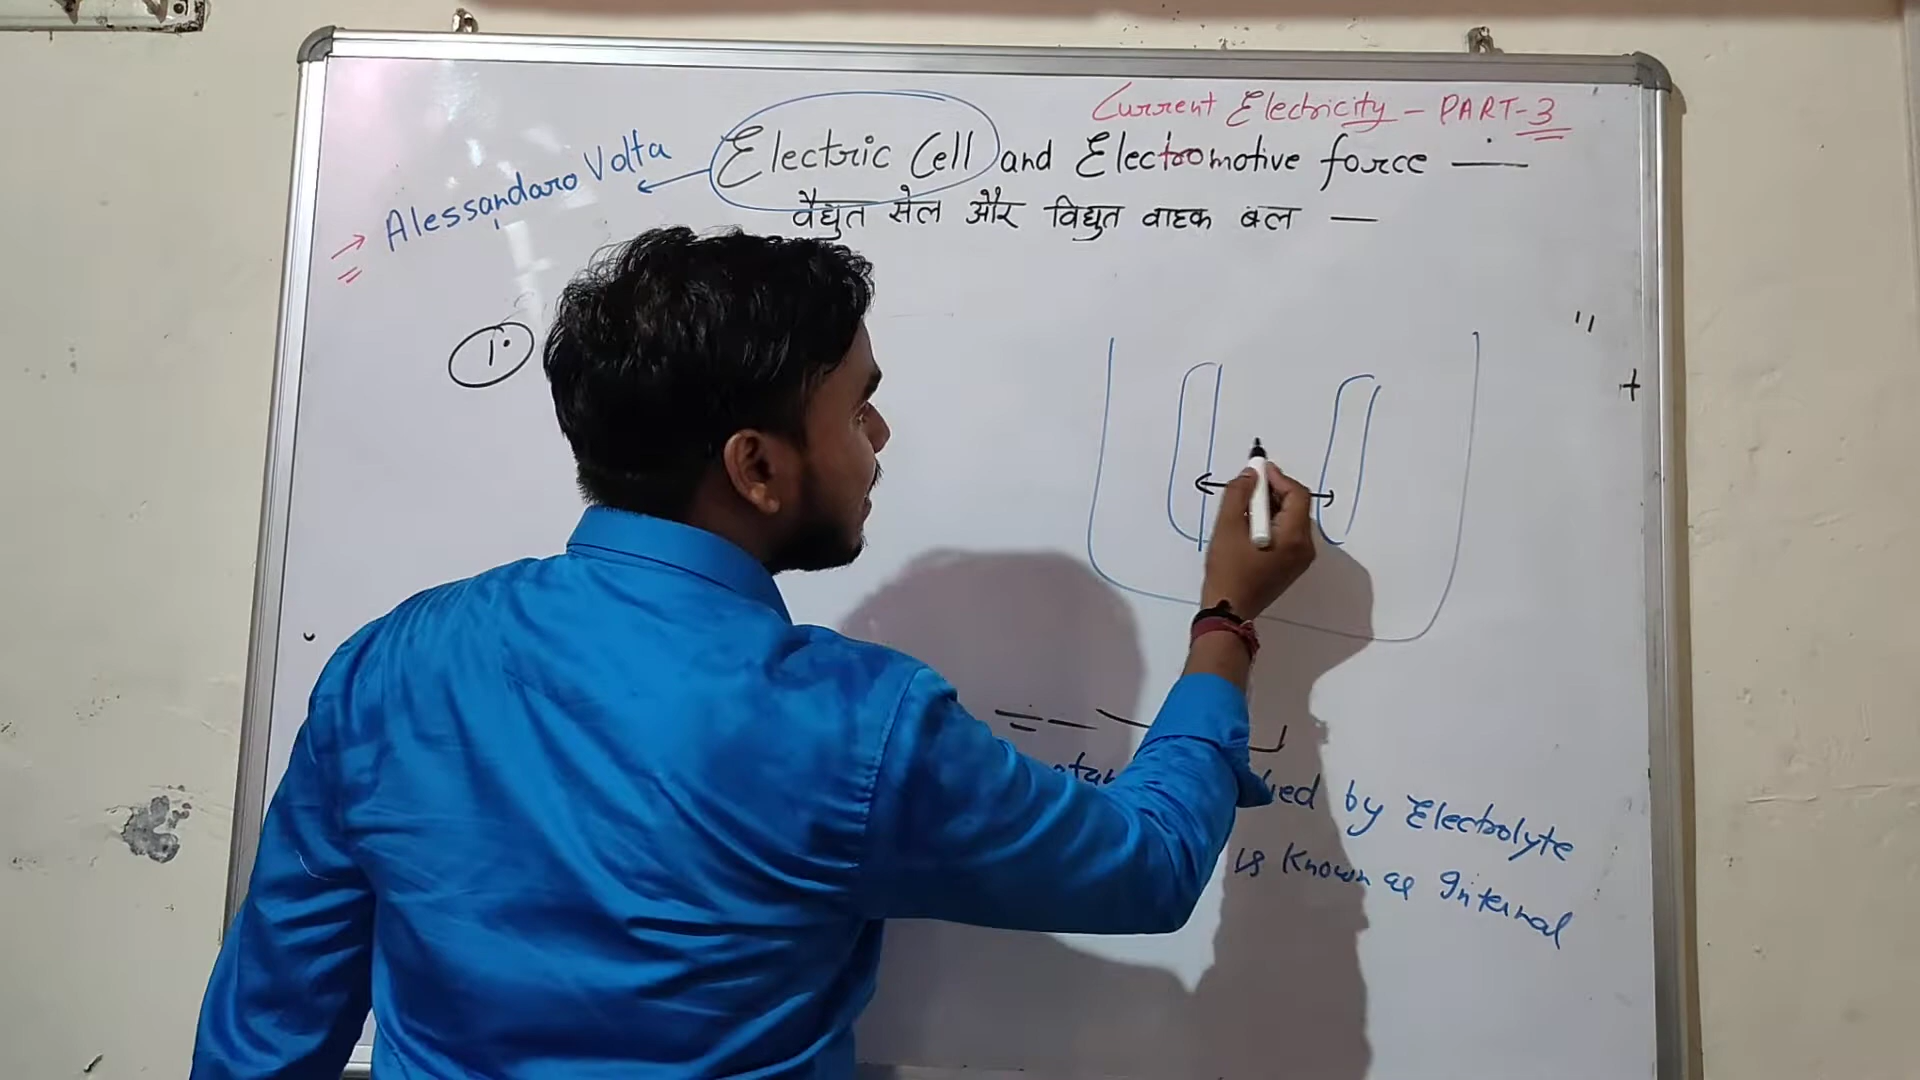 Current Electricity - PART-3
Electric Cell and Electromotive force —
Alessandaro Volta
वैद्युत सेल और विद्युत वाहक बल —
1.
"
+
by Electrolyte
is Known as Internal